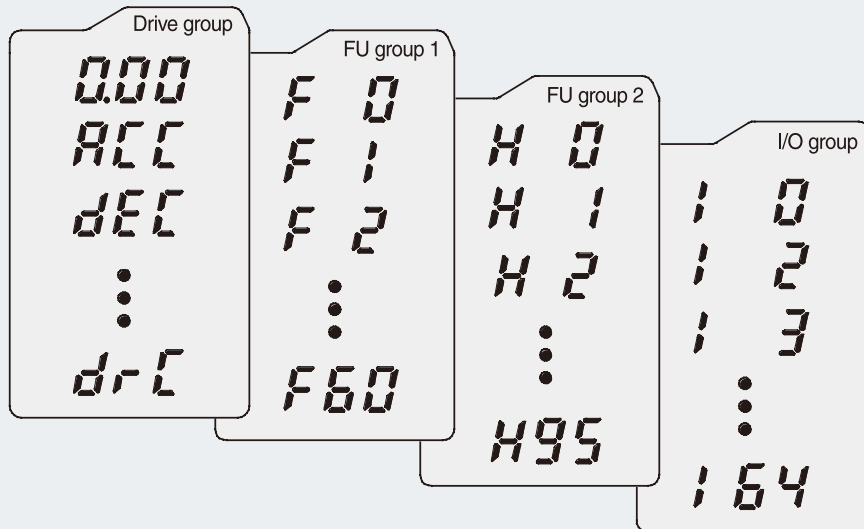 Drive group
0.00
ACC
dEC
drC
FU group 1
F 0
F 1
F 2
F60
FU group 2
H 0
H 1
H 2
H95
I/O group
I 0
I 2
I 3
I 64